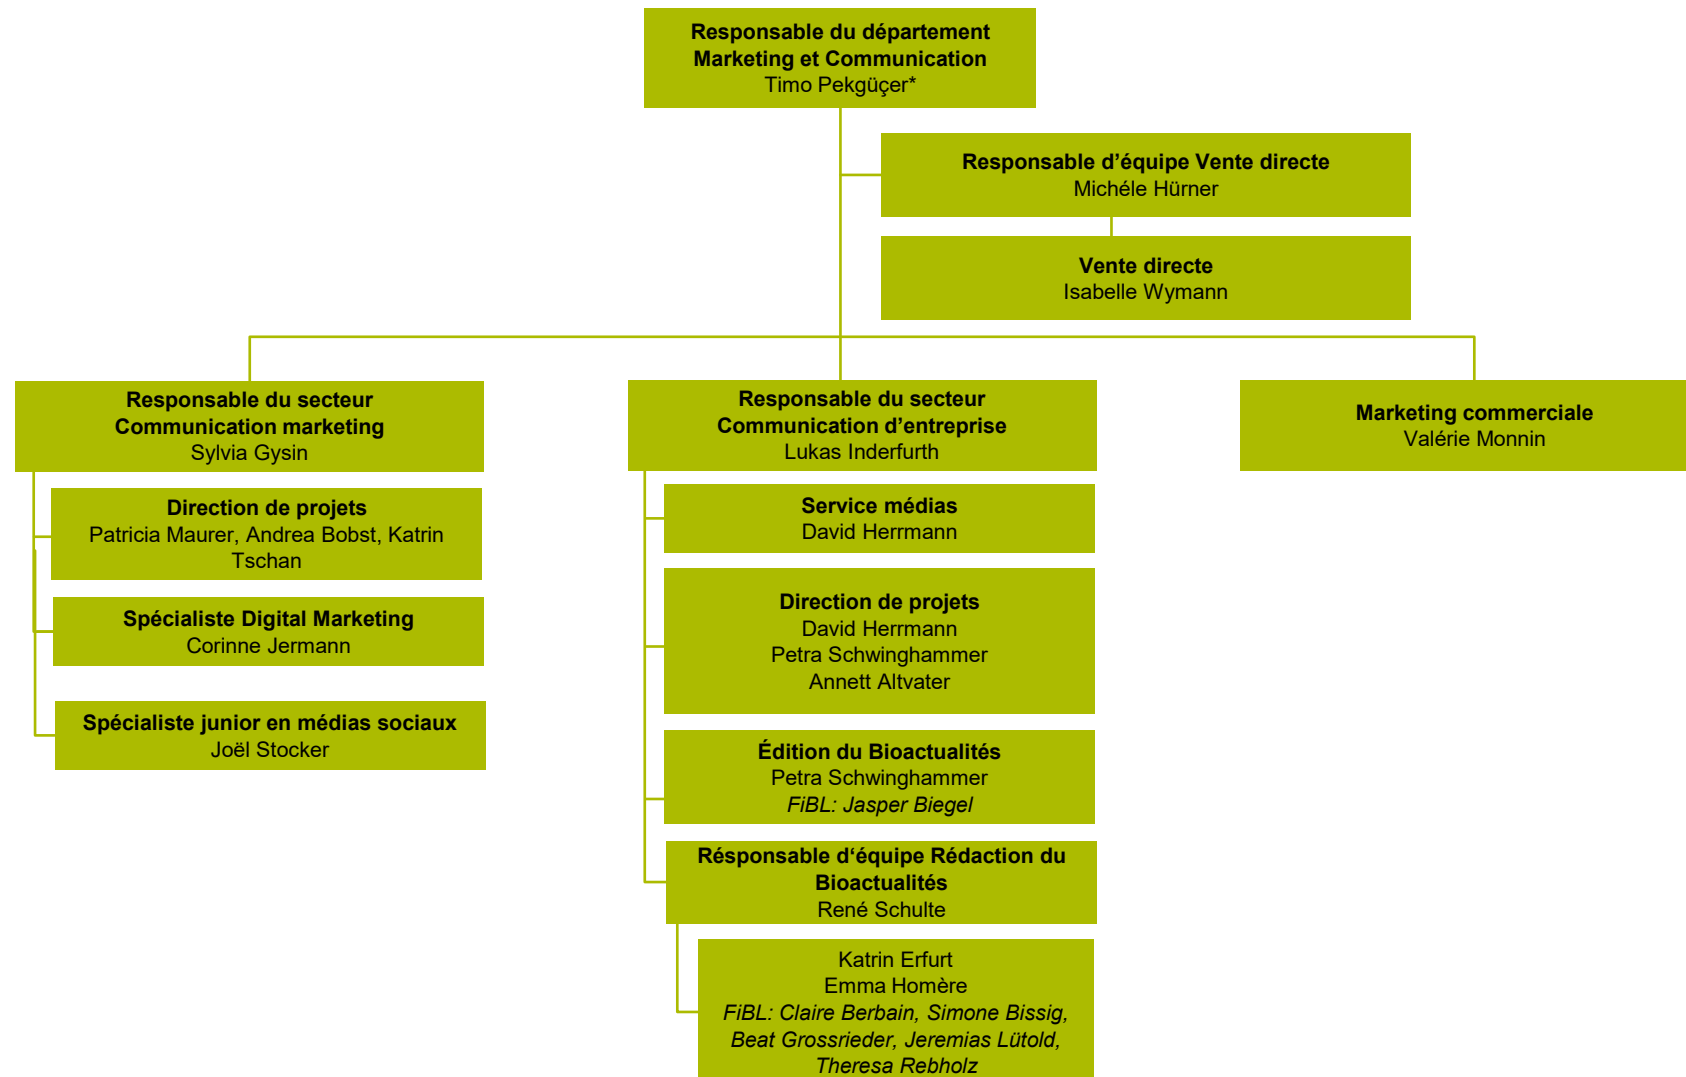 Responsable du département
Marketing et Communication
Timo Pekgüçer*
Responsable d’équipe Vente directe
Michéle Hürner
Vente directe
Isabelle Wymann
Responsable du secteur
Communication marketing
Sylvia Gysin
Direction de projets
Patricia Maurer, Andrea Bobst, Katrin
Tschan
Spécialiste Digital Marketing
Corinne Jermann
Spécialiste junior en médias sociaux
Joël Stocker
Responsable du secteur
Communication d’entreprise
Lukas Inderfurth
Service médias
David Herrmann
Direction de projets
David Herrmann
Petra Schwinghammer
Annett Altvater
Édition du Bioactualités
Petra Schwinghammer
FiBL: Jasper Biegel
Résponsable d‘équipe Rédaction du
Bioactualités
René Schulte
Katrin Erfurt
Emma Homère
FiBL: Claire Berbain, Simone Bissig,
Beat Grossrieder, Jeremias Lütold,
Theresa Rebholz
Marketing commerciale
Valérie Monnin